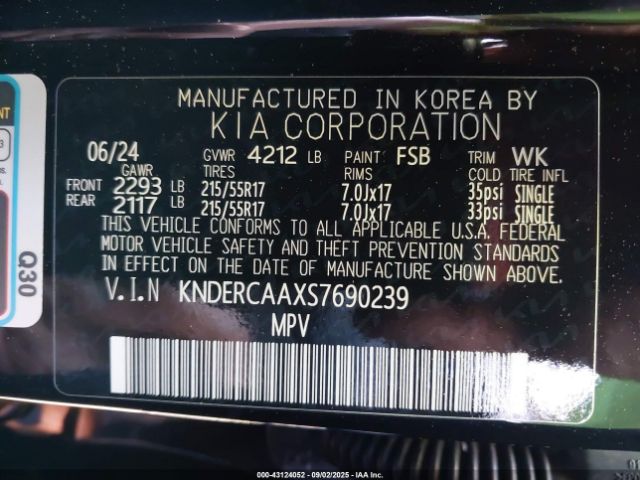 MANUFACTURED IN KOREA BY
KIA CORPORATION
06/24 GVWR 4212 LB PAINT FSB TRIM WK
GAWR TIRES RIMS COLD TIRE INFL
FRONT 2293 LB 215/55R17 7.0Jx17 35psi SINGLE
REAR 2117 LB 215/55R17 7.0Jx17 33psi SINGLE
THIS VEHICLE CONFORMS TO ALL APPLICABLE U.S.A. FEDERAL
MOTOR VEHICLE SAFETY AND THEFT PREVENTION STANDARDS
IN EFFECT ON THE DATE OF MANUFACTURE SHOWN ABOVE.
V.I.N KNDERCAAXS7690239
MPV
Q30
000-43124052 - 09/02/2025 - IAA Inc.